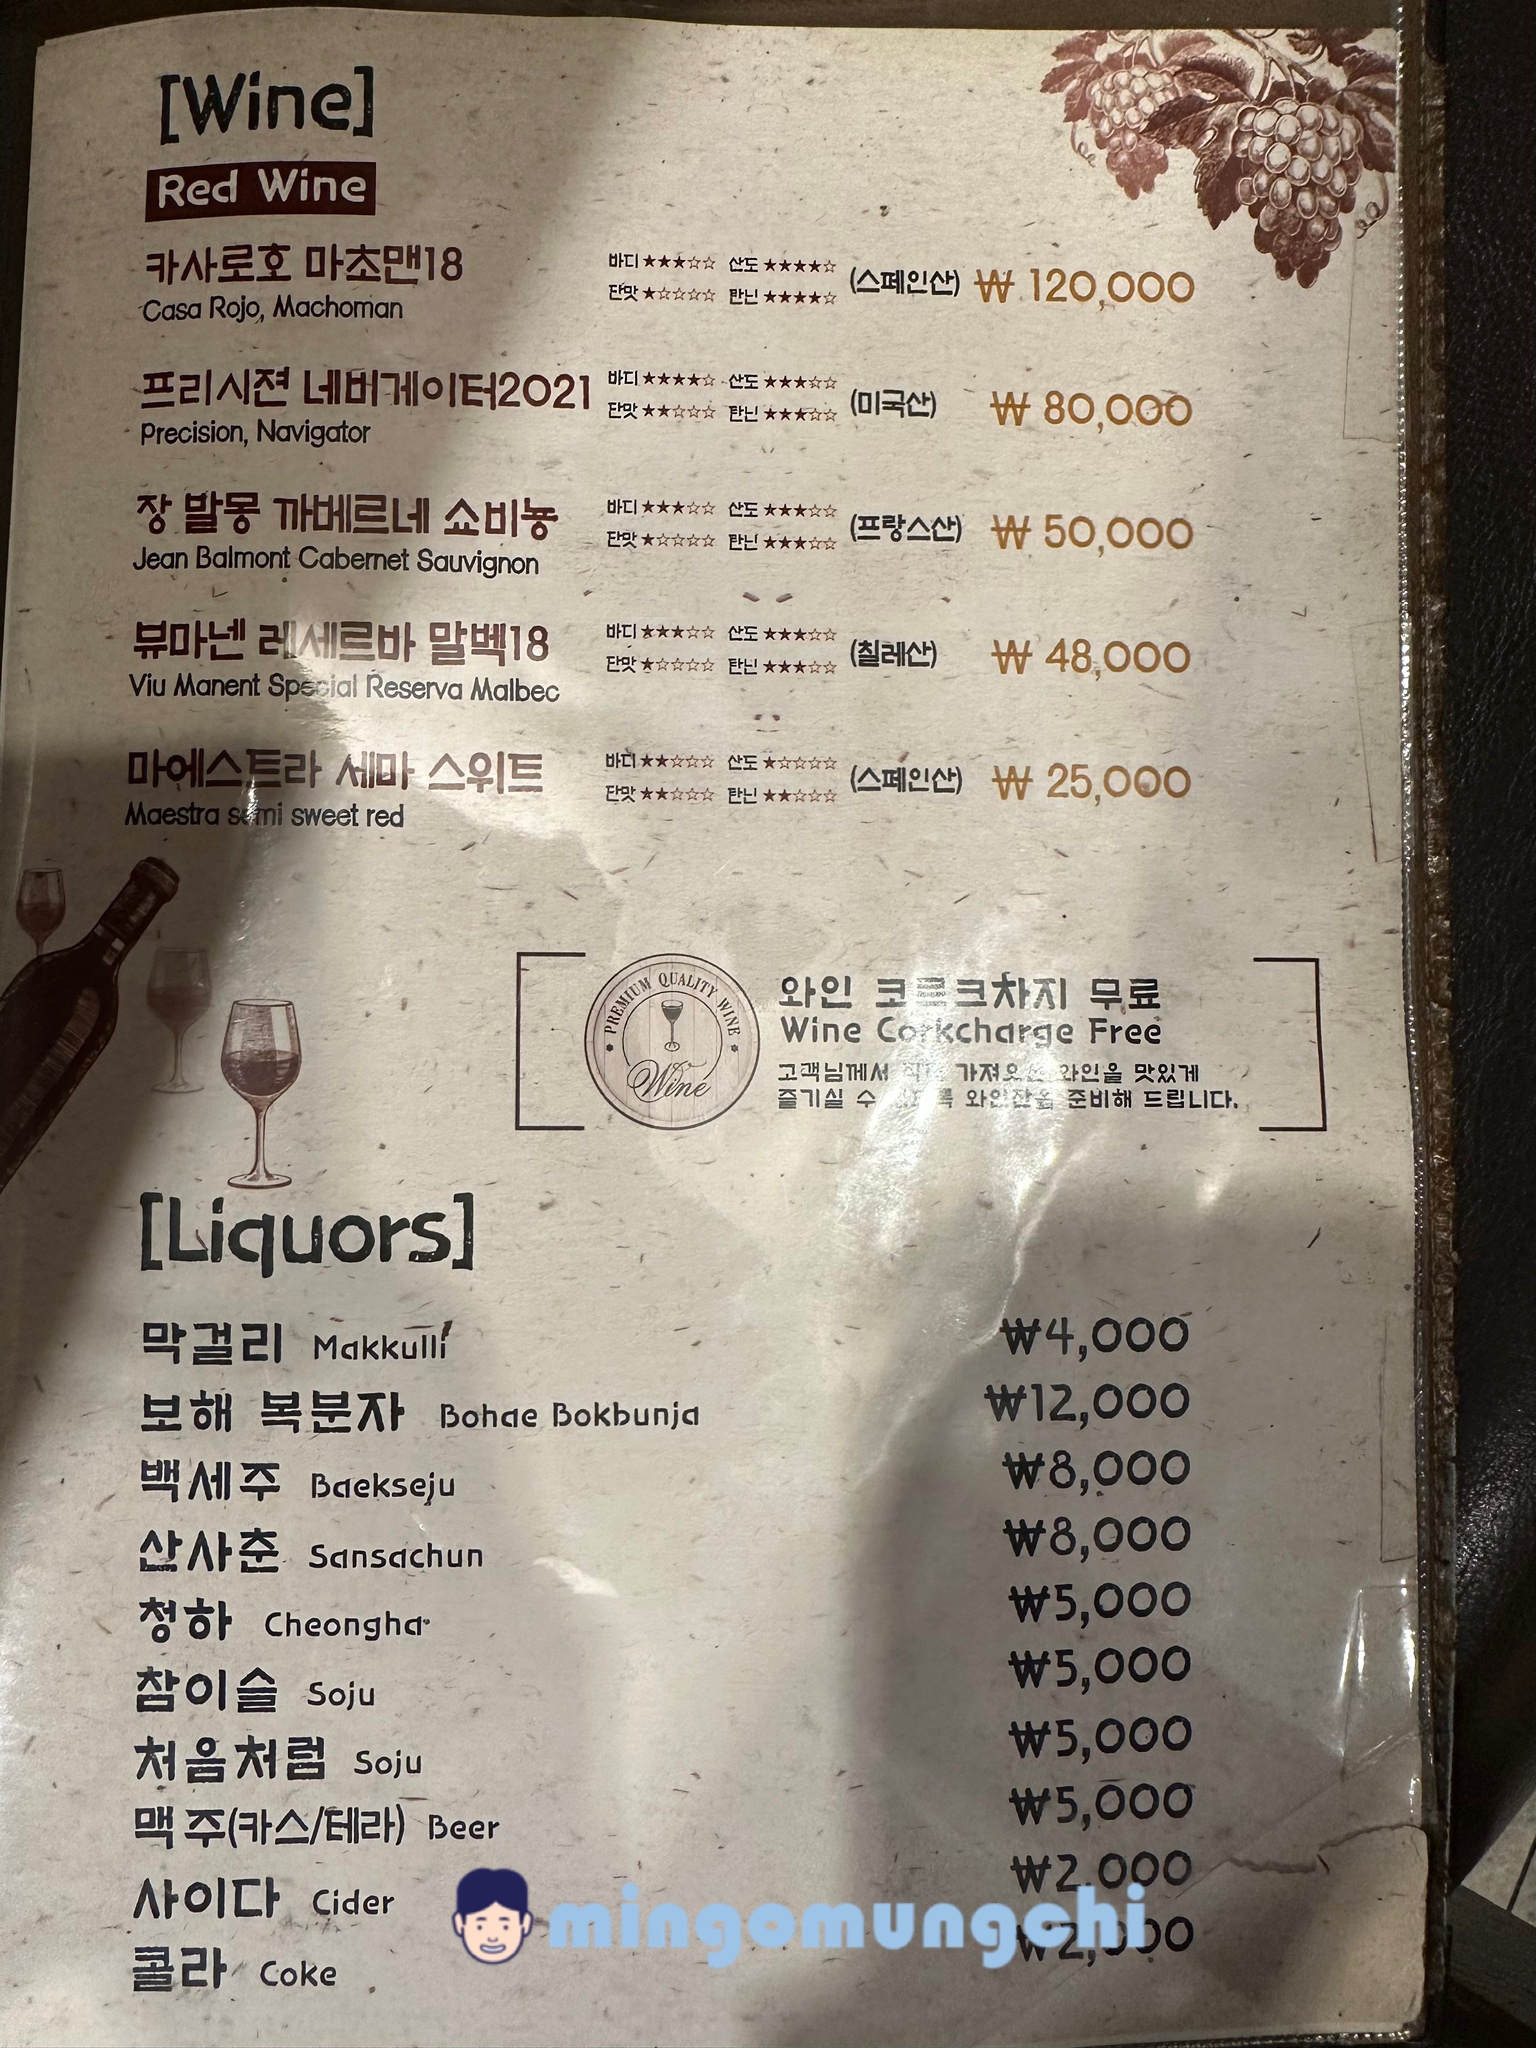 [Wine]
Red Wine
카사로호 마초맨18 바디 ★★★☆☆ 산도 ★★★★☆ (스페인산) ₩ 120,000
단맛 ★☆☆☆☆ 탄닌 ★★★★☆
Casa Rojo, Machoman
프리시젼 네버게이터2021 바디 ★★★★☆ 산도 ★★★☆☆ (미국산) ₩ 80,000
단맛 ★★☆☆☆ 탄닌 ★★★☆☆
Precision, Navigator
장 발몽 까베르네 쇼비뇽 바디 ★★★☆☆ 산도 ★★★☆☆ (프랑스산) ₩ 50,000
단맛 ★☆☆☆☆ 탄닌 ★★★☆☆
Jean Balmont Cabernet Sauvignon
뷰마넨 레세르바 말벡18 바디 ★★★☆☆ 산도 ★★★☆☆ (칠레산) ₩ 48,000
단맛 ★☆☆☆☆ 탄닌 ★★★☆☆
Viu Manent Special Reserva Malbec
마에스트라 세마 스위트 바디 ★★☆☆☆ 산도 ★☆☆☆☆ (스페인산) ₩ 25,000
단맛 ★★☆☆☆ 탄닌 ★★☆☆☆
Maestra semi sweet red
PREMIUM QUALITY WINE
Wine
와인 코르크차지 무료
Wine Corkcharge Free
고객님께서 직접 가져오신 와인을 맛있게
즐기실 수 있도록 와인잔을 준비해 드립니다.
[Liquors]
막걸리 Makkulli ₩4,000
보해 복분자 Bohae Bokbunja ₩12,000
백세주 Baekseju ₩8,000
산사춘 Sansachun ₩8,000
청하 Cheongha ₩5,000
참이슬 Soju ₩5,000
처음처럼 Soju ₩5,000
맥주(카스/테라) Beer ₩5,000
사이다 Cider ₩2,000
콜라 Coke ₩2,000
mingomungchi